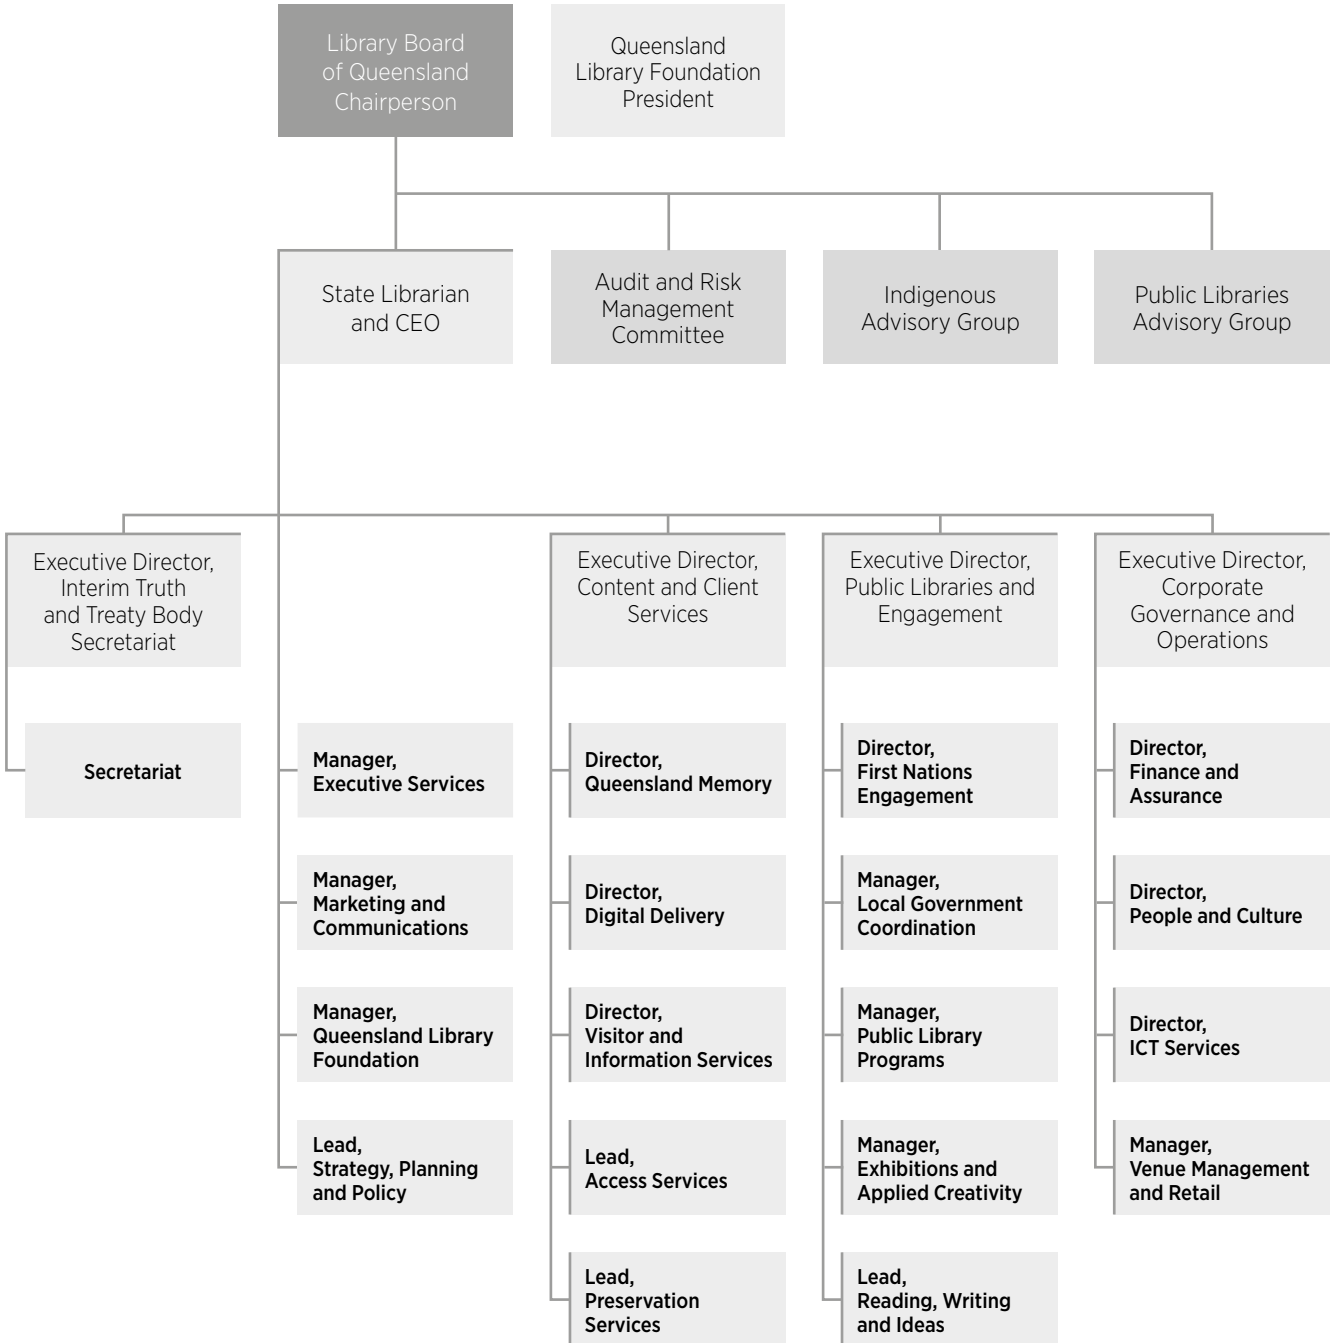 Library Board
of Queensland
Chairperson
Queensland
Library Foundation
President
State Librarian
and CEO
Audit and Risk
Management
Committee
Indigenous
Advisory Group
Public Libraries
Advisory Group
Executive Director,
Interim Truth
and Treaty Body
Secretariat
Executive Director,
Content and Client
Services
Executive Director,
Public Libraries and
Engagement
Executive Director,
Corporate
Governance and
Operations
Secretariat
Manager,
Executive Services
Director,
Queensland Memory
Director,
First Nations
Engagement
Director,
Finance and
Assurance
Manager,
Marketing and
Communications
Director,
Digital Delivery
Manager,
Local Government
Coordination
Director,
People and Culture
Manager,
Queensland Library
Foundation
Director,
Visitor and
Information Services
Manager,
Public Library
Programs
Director,
ICT Services
Lead,
Strategy, Planning
and Policy
Lead,
Access Services
Manager,
Exhibitions and
Applied Creativity
Manager,
Venue Management
and Retail
Lead,
Preservation
Services
Lead,
Reading, Writing
and Ideas